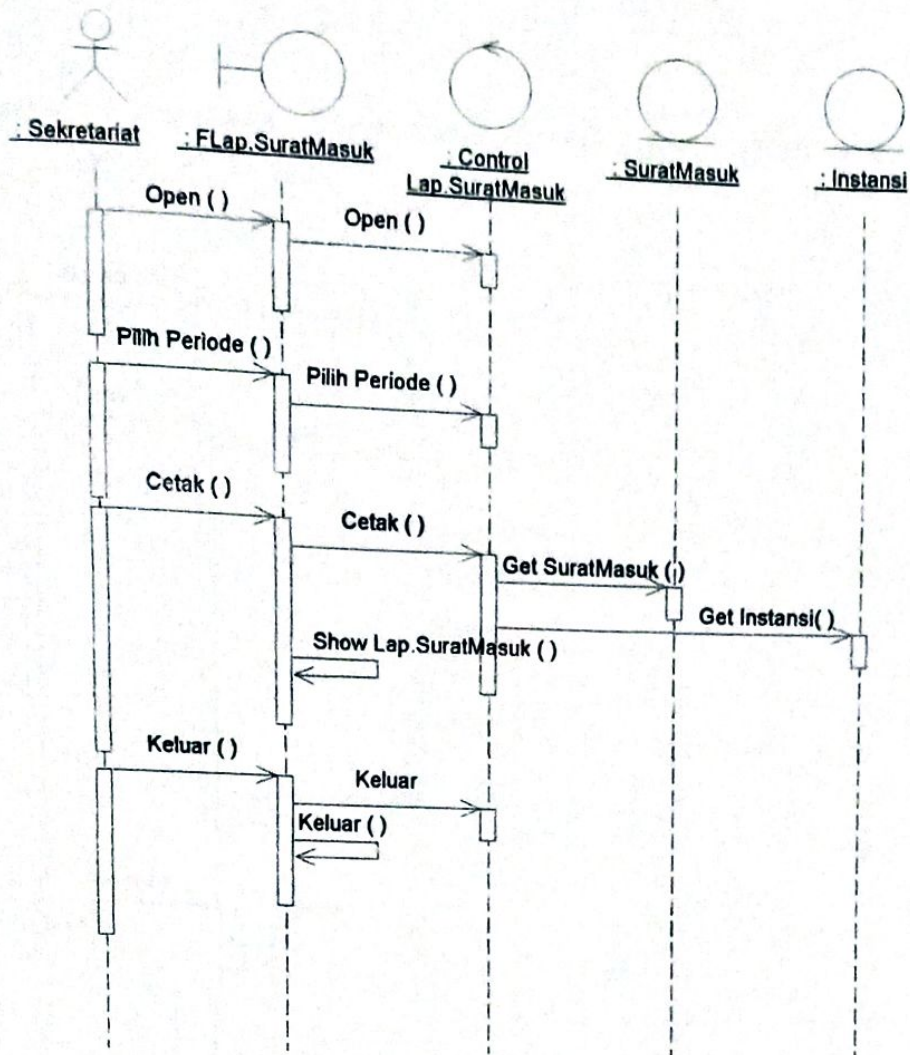 : Sekretariat
: FLap.SuratMasuk
: Control
Lap.SuratMasuk
: SuratMasuk
: Instansi
Open ( )
Open ( )
Pilih Periode ( )
Pilih Periode ( )
Cetak ( )
Cetak ( )
Get SuratMasuk ( )
Get Instansi( )
Show Lap.SuratMasuk ( )
Keluar ( )
Keluar
Keluar ( )